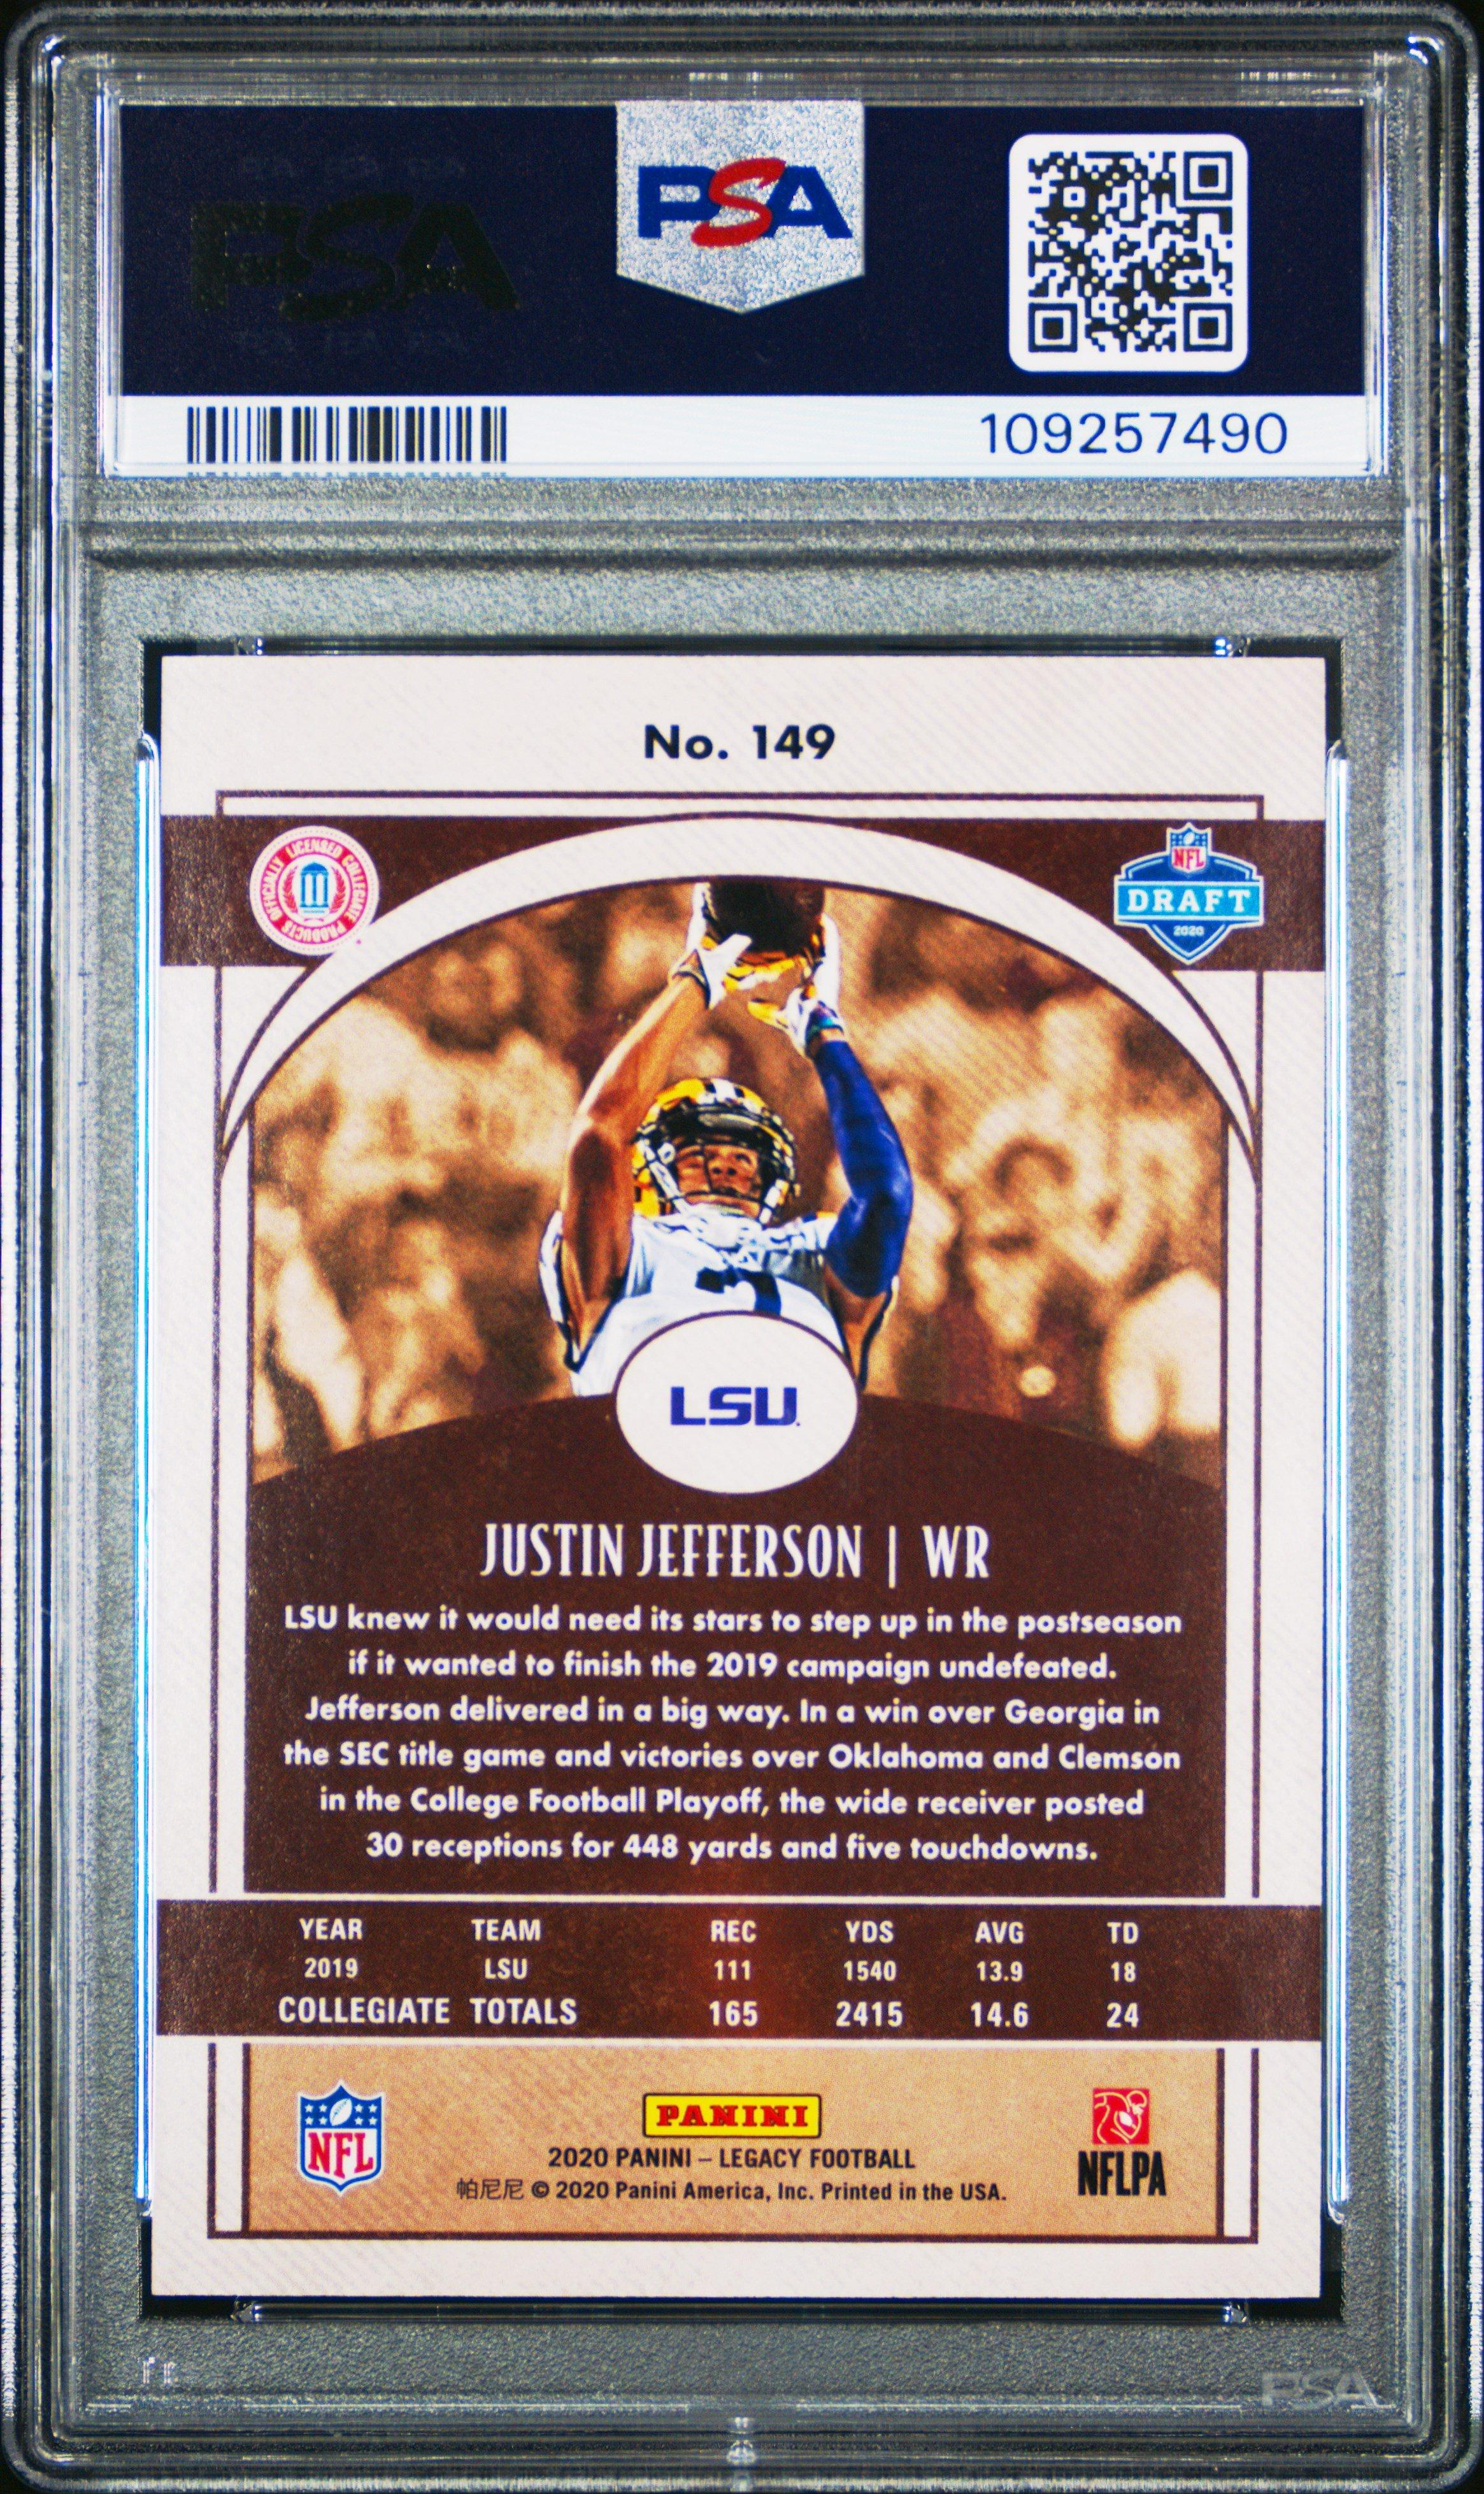 PSA
PSA
109257490
No. 149
OFFICIALLY LICENSED COLLEGIATE PRODUCTS
NFL
DRAFT
2020
LSU
JUSTIN JEFFERSON | WR
LSU knew it would need its stars to step up in the postseason
if it wanted to finish the 2019 campaign undefeated.
Jefferson delivered in a big way. In a win over Georgia in
the SEC title game and victories over Oklahoma and Clemson
in the College Football Playoff, the wide receiver posted
30 receptions for 448 yards and five touchdowns.
YEAR TEAM REC YDS AVG TD
2019 LSU 111 1540 13.9 18
COLLEGIATE TOTALS 165 2415 14.6 24
NFL
PANINI
2020 PANINI – LEGACY FOOTBALL
帕尼尼 © 2020 Panini America, Inc. Printed in the USA.
NFLPA
PSA